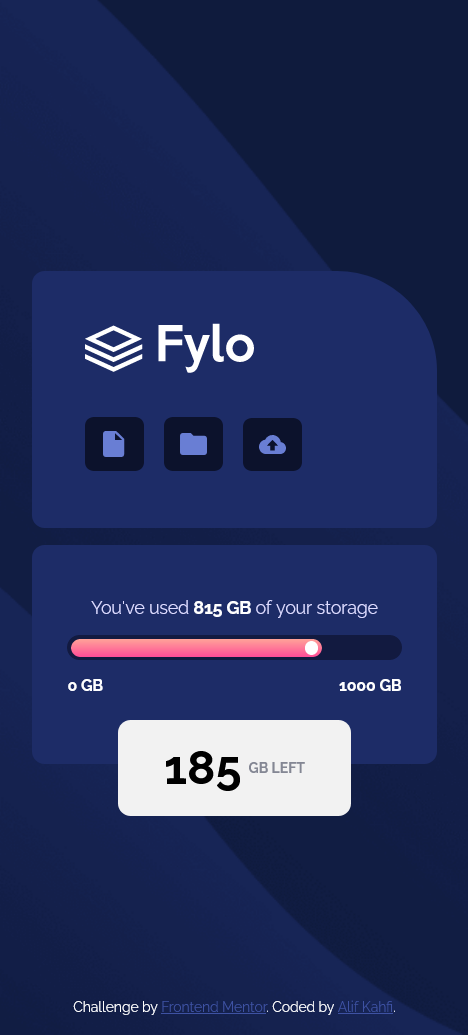 Fylo
You've used 815 GB of your storage
0 GB 1000 GB
185 GB LEFT
Challenge by Frontend Mentor. Coded by Alif Kahfi.